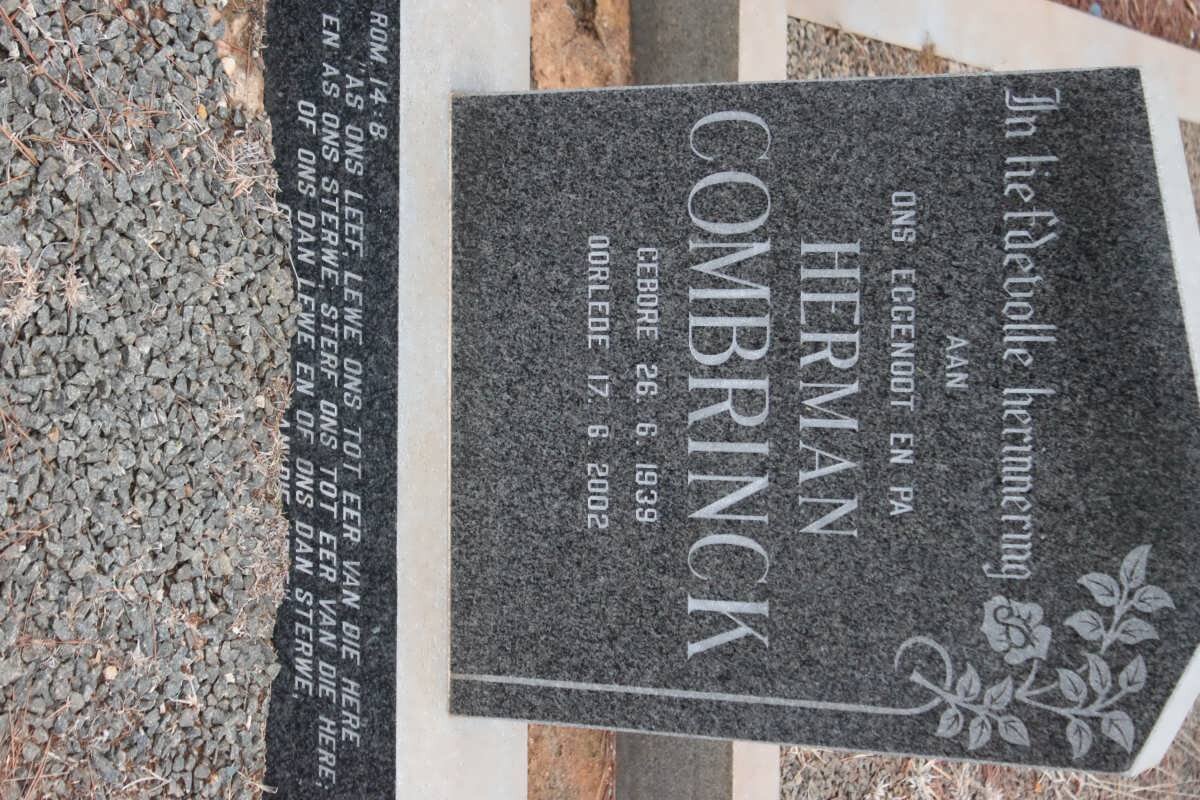 In liefdevolle herinnering
AAN
ONS EGGENOOT EN PA
HERMAN
COMBRINCK
GEBORE 26. 6. 1939
OORLEDE 17. 6. 2002
ROM. 14:8
"AS ONS LEEF, LEWE ONS TOT EER VAN DIE HERE
EN AS ONS STERWE STERF ONS TOT EER VAN DIE HERE;
OF ONS DAN LEWE EN OF ONS DAN STERWE,